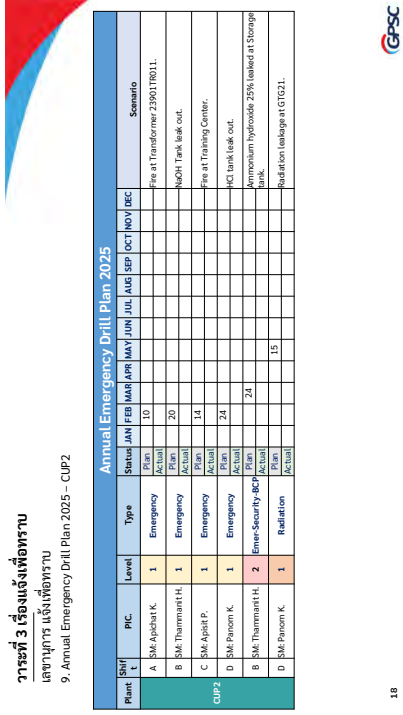 วาระที่ 3 เรื่องแจ้งเพื่อทราบ
เลขานุการ แจ้งเพื่อทราบ
9. Annual Emergency Drill Plan 2025 – CUP2
Annual Emergency Drill Plan 2025
Plant Shift PIC. Level Type Status JAN FEB MAR APR MAY JUN JUL AUG SEP OCT NOV DEC Scenario
CUP2
A SM: Apichat K. 1 Emergency Plan 10 Fire at Transformer 23901TR011.
Actual
B SM: Thammanit H. 1 Emergency Plan 20 NaOH Tank leak out.
Actual
C SM: Apisit P. 1 Emergency Plan 14 Fire at Training Center.
Actual
D SM: Panom K. 1 Emergency Plan 24 HCl tank leak out.
Actual
B SM: Thammanit H. 2 Emer-Security-BCP Plan 24 Ammonium hydroxide 25% leaked at Storage tank.
Actual
D SM: Panom K. 1 Radiation Plan 15 Radiation leakage at GTG21.
Actual
18
GPSC